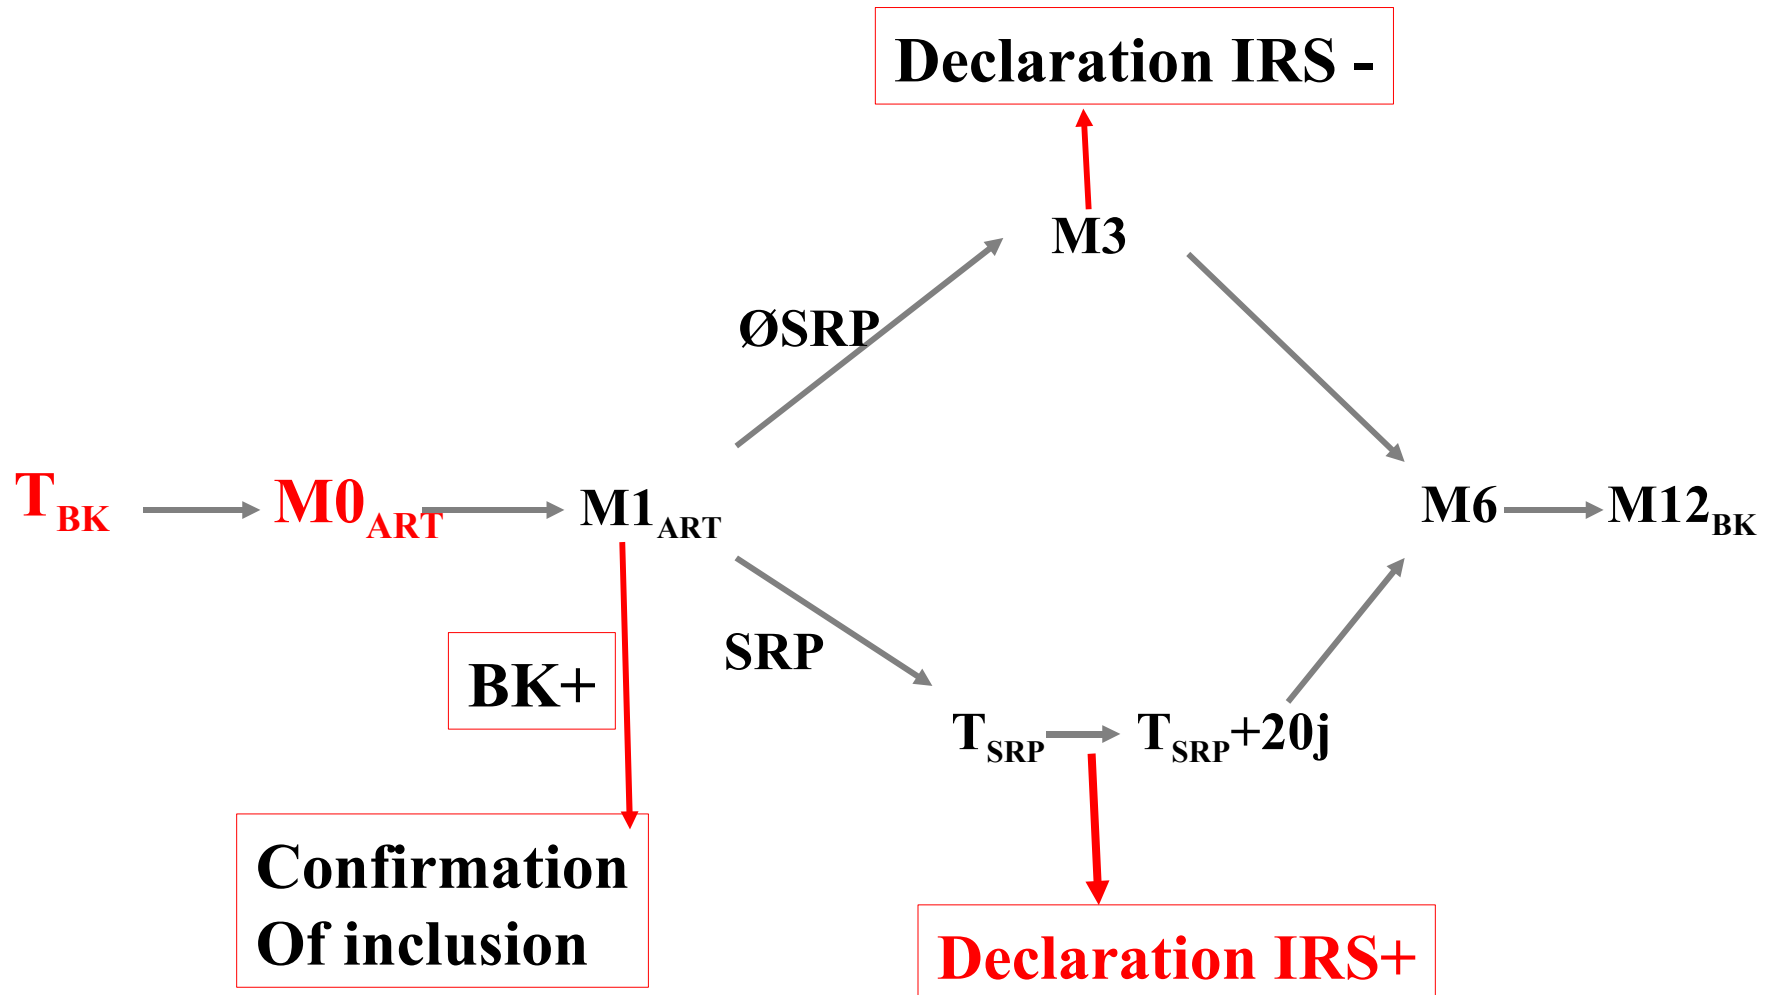 Declaration IRS -
M3
ØSRP
TBK
M0ART
M1ART
M6
M12BK
BK+
SRP
TSRP
TSRP+20j
Confirmation
Of inclusion
Declaration IRS+